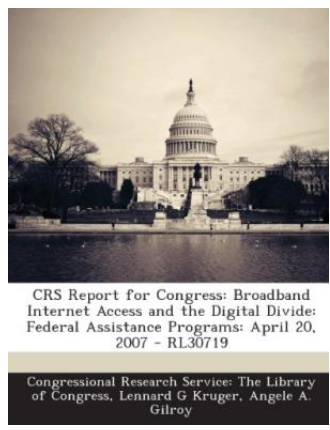 CRS Report for Congress: Broadband
Internet Access and the Digital Divide:
Federal Assistance Programs: April 20,
2007 - RL30719
Congressional Research Service: The Library
of Congress, Lennard G Kruger, Angele A.
Gilroy